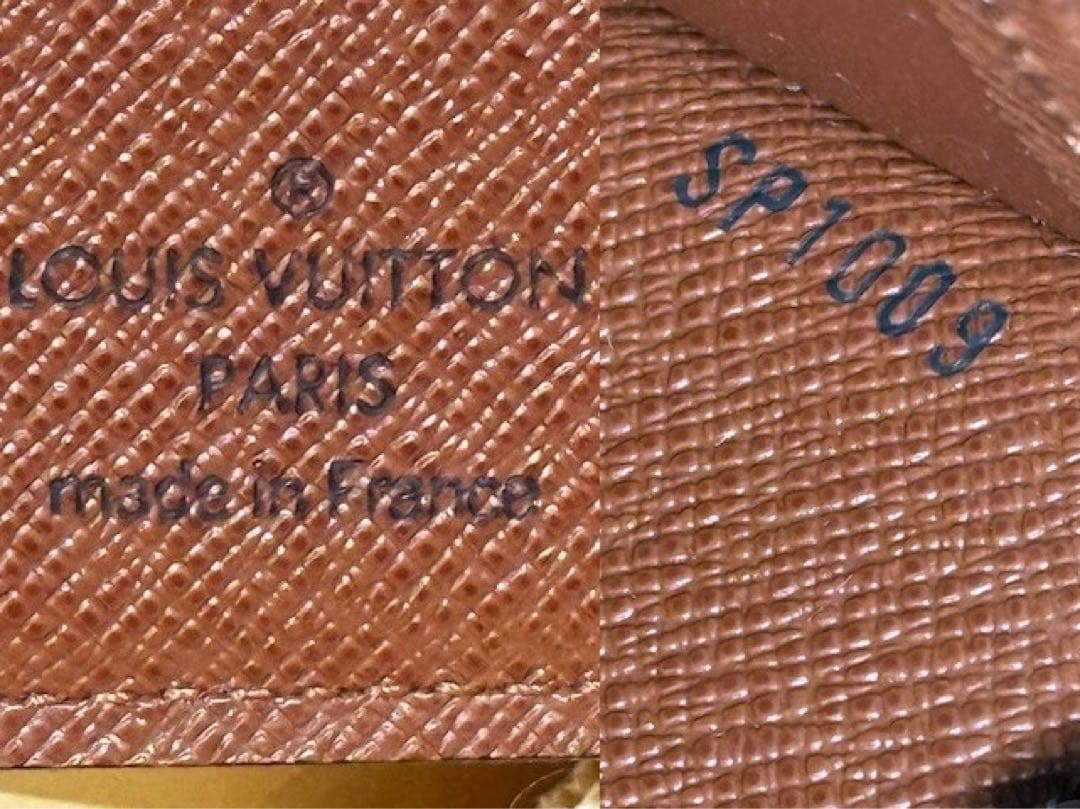 ®
LOUIS VUITTON
PARIS
made in France
SP1009